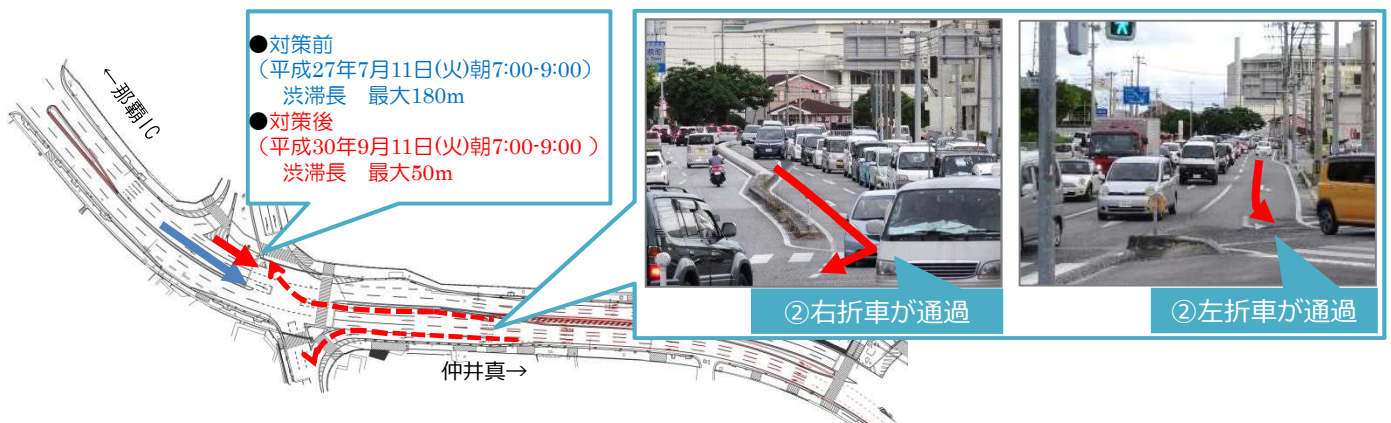 ●対策前
(平成27年7月11日(火)朝7:00-9:00)
渋滞長 最大180m
●対策後
(平成30年9月11日(火)朝7:00-9:00 )
渋滞長 最大50m
←那覇IC
仲井真→
②右折車が通過
②左折車が通過